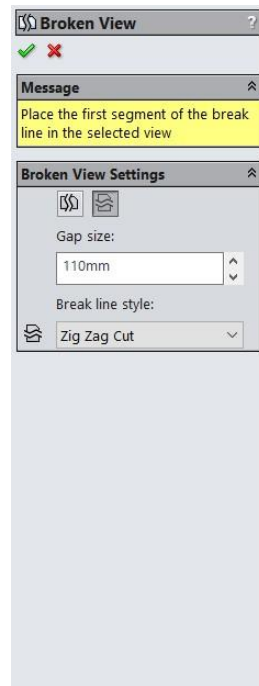 Broken View ?
Message
Place the first segment of the break
line in the selected view
Broken View Settings
Gap size:
110mm
Break line style:
Zig Zag Cut